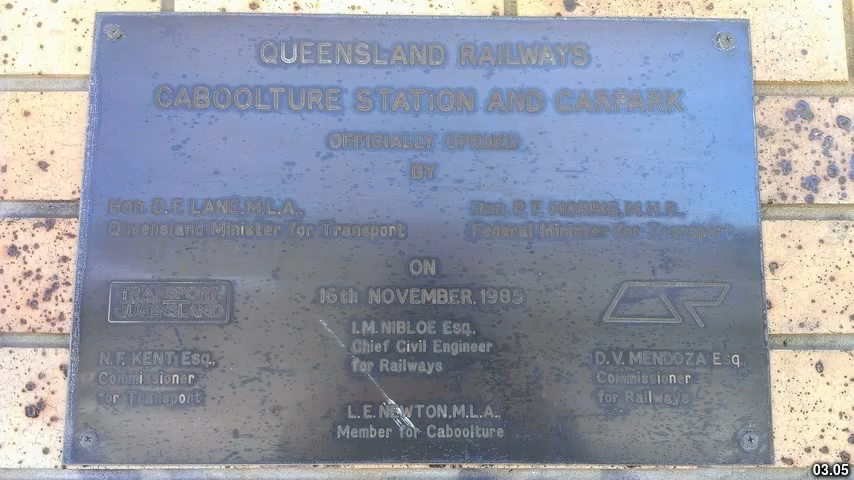 QUEENSLAND RAILWAYS
CABOOLTURE STATION AND CARPARK
OFFICIALLY OPENED
BY
Hon. D.F. LANE, M.L.A.,
Queensland Minister for Transport
Hon. P. F. MORRIS, M.H.R.,
Federal Minister for Transport
ON
16th NOVEMBER, 1985
TRANSPORT
QUEENSLAND
QR
I.M. NIBLOE Esq.,
Chief Civil Engineer
for Railways
N.F. KENT. Esq.,
Commissioner
for Transport
D.V. MENDOZA Esq.
Commissioner
for Railways
L.E. NEWTON, M.L.A.,
Member for Caboolture
03.05